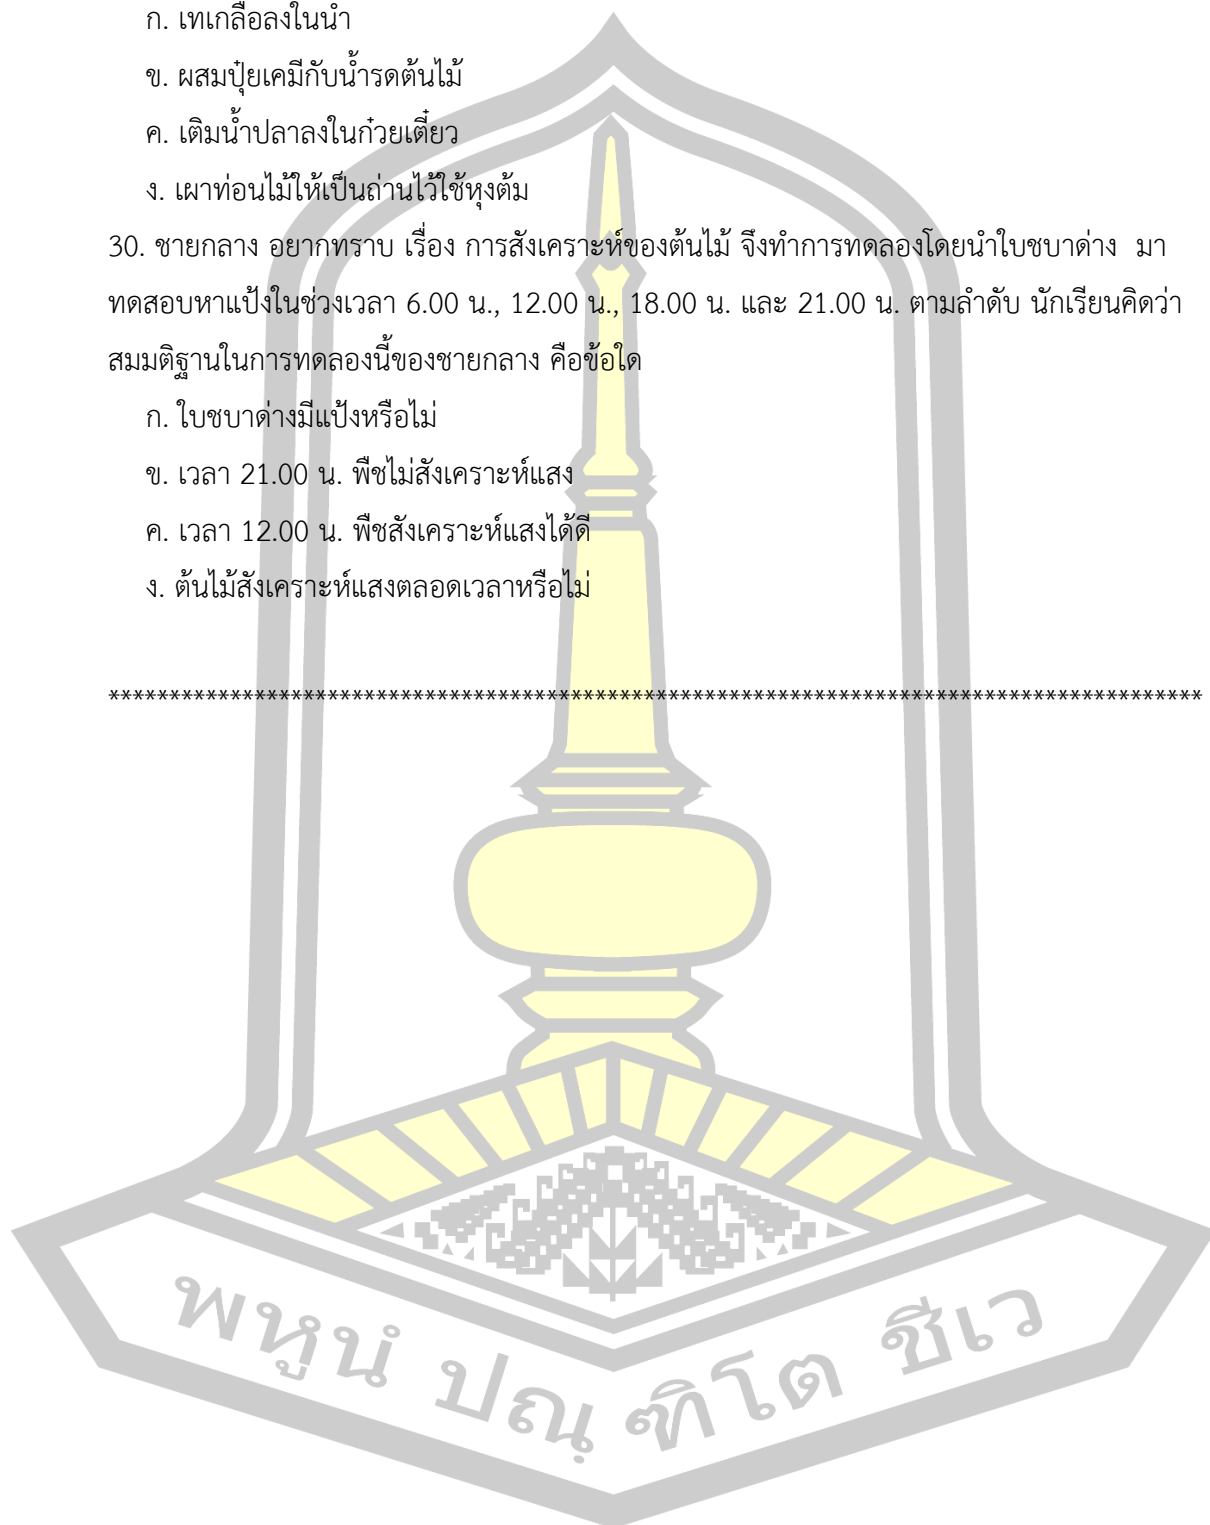 ก. เทเกลือลงในน้ำ
ข. ผสมปุ๋ยเคมีกับน้ำรดต้นไม้
ค. เติมน้ำปลาลงในก๋วยเตี๋ยว
ง. เผาท่อนไม้ให้เป็นถ่านไว้ใช้หุงต้ม
30. ชายกลาง อยากทราบ เรื่อง การสังเคราะห์ของต้นไม้ จึงทำการทดลองโดยนำใบชบาด่าง มา
ทดสอบหาแป้งในช่วงเวลา 6.00 น., 12.00 น., 18.00 น. และ 21.00 น. ตามลำดับ นักเรียนคิดว่า
สมมติฐานในการทดลองนี้ของชายกลาง คือข้อใด
ก. ใบชบาด่างมีแป้งหรือไม่
ข. เวลา 21.00 น. พืชไม่สังเคราะห์แสง
ค. เวลา 12.00 น. พืชสังเคราะห์แสงได้ดี
ง. ต้นไม้สังเคราะห์แสงตลอดเวลาหรือไม่
******************************************************************************************
พหูนํ ปณฺฑิโต ชีเว